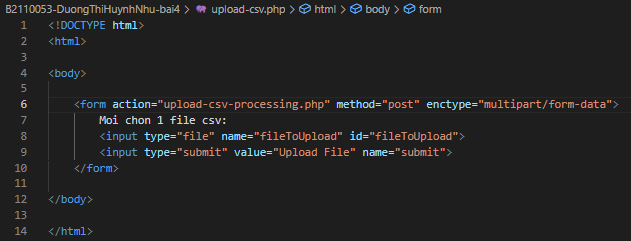 B2110053-DuongThiHuynhNhu-bai4 > upload-csv.php > html > body > form
1 <!DOCTYPE html>
2 <html>
3
4 <body>
5
6 <form action="upload-csv-processing.php" method="post" enctype="multipart/form-data">
7 Moi chon 1 file csv:
8 <input type="file" name="fileToUpload" id="fileToUpload">
9 <input type="submit" value="Upload File" name="submit">
10 </form>
11
12 </body>
13
14 </html>